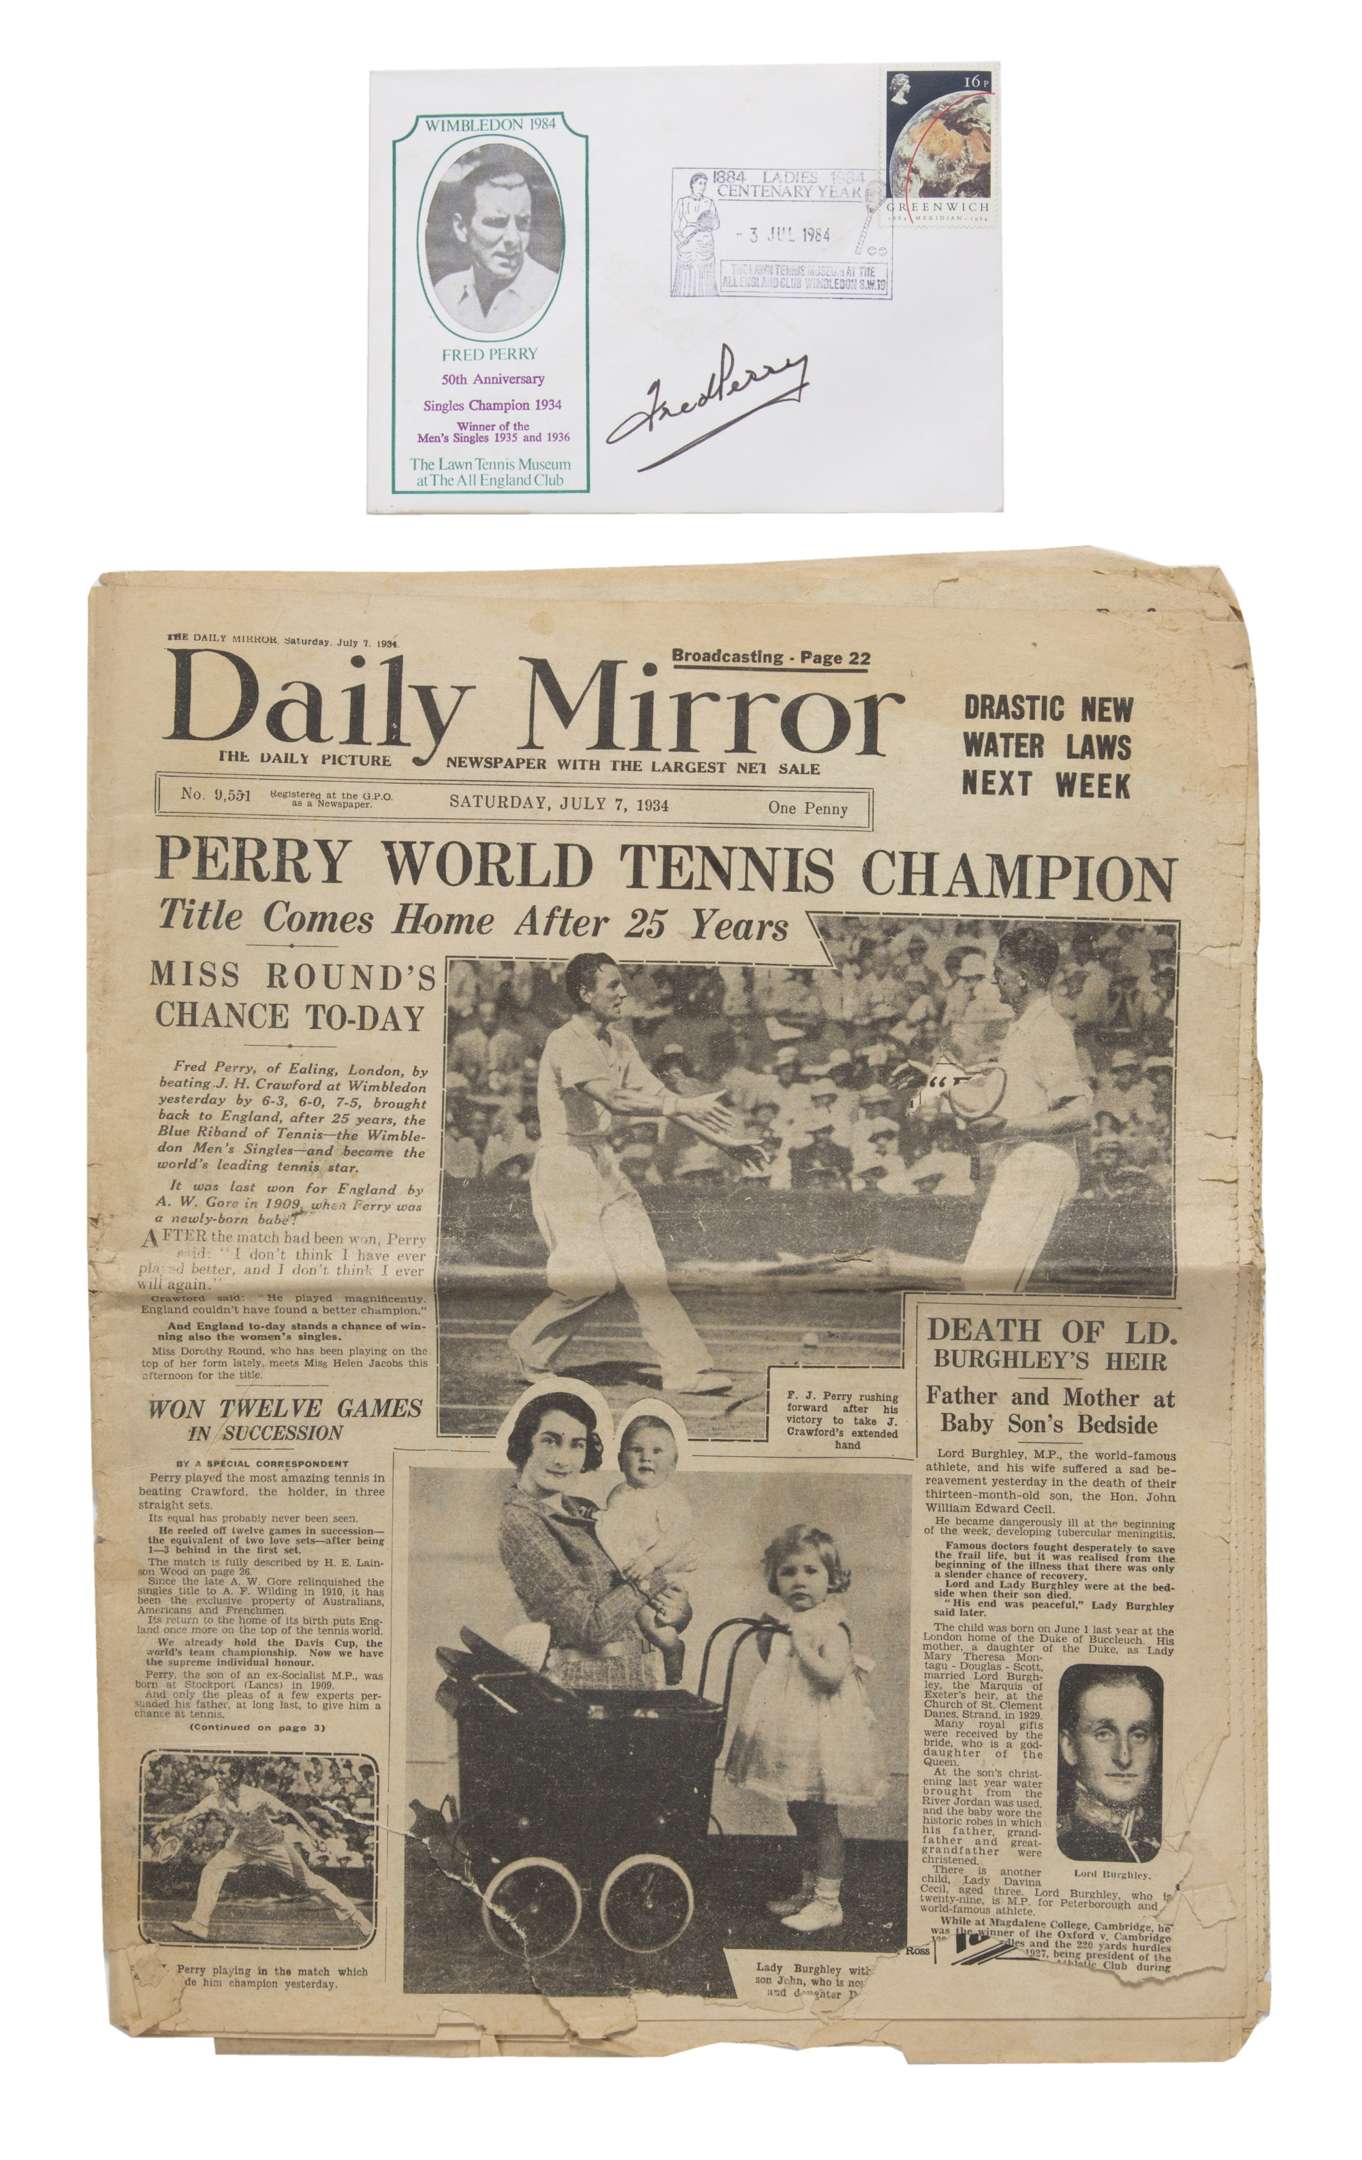 WIMBLEDON 1984
FRED PERRY
50th Anniversary
Singles Champion 1934
Winner of the
Men's Singles 1935 and 1936
The Lawn Tennis Museum
at The All England Club
1884 LADIES 1984
CENTENARY YEAR
- 3 JUL 1984
THE LAWN TENNIS MUSEUM AT THE
ALL ENGLAND CLUB WIMBLEDON S.W.19
16P
GREENWICH
1884 · MERIDIAN · 1984
Fred Perry
THE DAILY MIRROR, Saturday, July 7, 1934.
Broadcasting - Page 22
Daily Mirror
THE DAILY PICTURE NEWSPAPER WITH THE LARGEST NET SALE
DRASTIC NEW
WATER LAWS
NEXT WEEK
No. 9,551
Registered at the G.P.O.
as a Newspaper.
SATURDAY, JULY 7, 1934
One Penny
PERRY WORLD TENNIS CHAMPION
Title Comes Home After 25 Years
MISS ROUND'S
CHANCE TO-DAY
Fred Perry, of Ealing, London, by
beating J. H. Crawford at Wimbledon
yesterday by 6-3, 6-0, 7-5, brought
back to England, after 25 years, the
Blue Riband of Tennis—the Wimble-
don Men's Singles—and became the
world's leading tennis star.
It was last won for England by
A. W. Gore in 1909, when Perry was
a newly-born babe.
AFTER the match had been won, Perry
said: "I don't think I have ever
played better, and I don't think I ever
will again."
Crawford said: "He played magnificently.
England couldn't have found a better champion."
And England to-day stands a chance of win-
ning also the women's singles.
Miss Dorothy Round, who has been playing on the
top of her form lately, meets Miss Helen Jacobs this
afternoon for the title.
WON TWELVE GAMES
IN SUCCESSION
BY A SPECIAL CORRESPONDENT
Perry played the most amazing tennis in
beating Crawford, the holder, in three
straight sets.
Its equal has probably never been seen.
He reeled off twelve games in succession—
the equivalent of two love sets—after being
1—3 behind in the first set.
The match is fully described by H. E. Lain-
son Wood on page 26.
Since the late A. W. Gore relinquished the
singles title to A. F. Wilding in 1910, it has
been the exclusive property of Australians,
Americans and Frenchmen.
Its return to the home of its birth puts Eng-
land once more on the top of the tennis world.
We already hold the Davis Cup, the
world's team championship. Now we have
the supreme individual honour.
Perry, the son of an ex-Socialist M.P., was
born at Stockport (Lancs) in 1909.
And only the pleas of a few experts per-
suaded his father, at long last, to give him a
chance at tennis.
(Continued on page 3)
Perry playing in the match which
de him champion yesterday.
F. J. Perry rushing
forward after his
victory to take J.
Crawford's extended
hand
Lady Burghley with
son John, who is now
and daughter D
DEATH OF LD.
BURGHLEY'S HEIR
Father and Mother at
Baby Son's Bedside
Lord Burghley, M.P., the world-famous
athlete, and his wife suffered a sad be-
reavement yesterday in the death of their
thirteen-month-old son, the Hon. John
William Edward Cecil.
He became dangerously ill at the beginning
of the week, developing tubercular meningitis.
Famous doctors fought desperately to save
the frail life, but it was realised from the
beginning of the illness that there was only
a slender chance of recovery.
Lord and Lady Burghley were at the bed-
side when their son died.
"His end was peaceful," Lady Burghley
said later.
The child was born on June 1 last year at the
London home of the Duke of Buccleuch. His
mother, a daughter of the Duke, as Lady
Mary Theresa Mon-
tagu - Douglas - Scott,
married Lord Burgh-
ley, the Marquis of
Exeter's heir, at the
Church of St. Clement
Danes, Strand, in 1929.
Many royal gifts
were received by the
bride, who is a god-
daughter of the
Queen.
At the son's christ-
ening last year water
brought from the
River Jordan was used,
and the baby wore the
historic robes in which
his father, grand-
father and great-
grandfather were
christened.
There is another
child, Lady Davina
Cecil, aged three. Lord Burghley, who is
twenty-nine, is M.P. for Peterborough and
world-famous athlete.
While at Magdalene College, Cambridge, he
was the winner of the Oxford v. Cambridge
dles and the 220 yards hurdles
1927, being president of the
Athletic Club during
Lord Burghley.
Ross